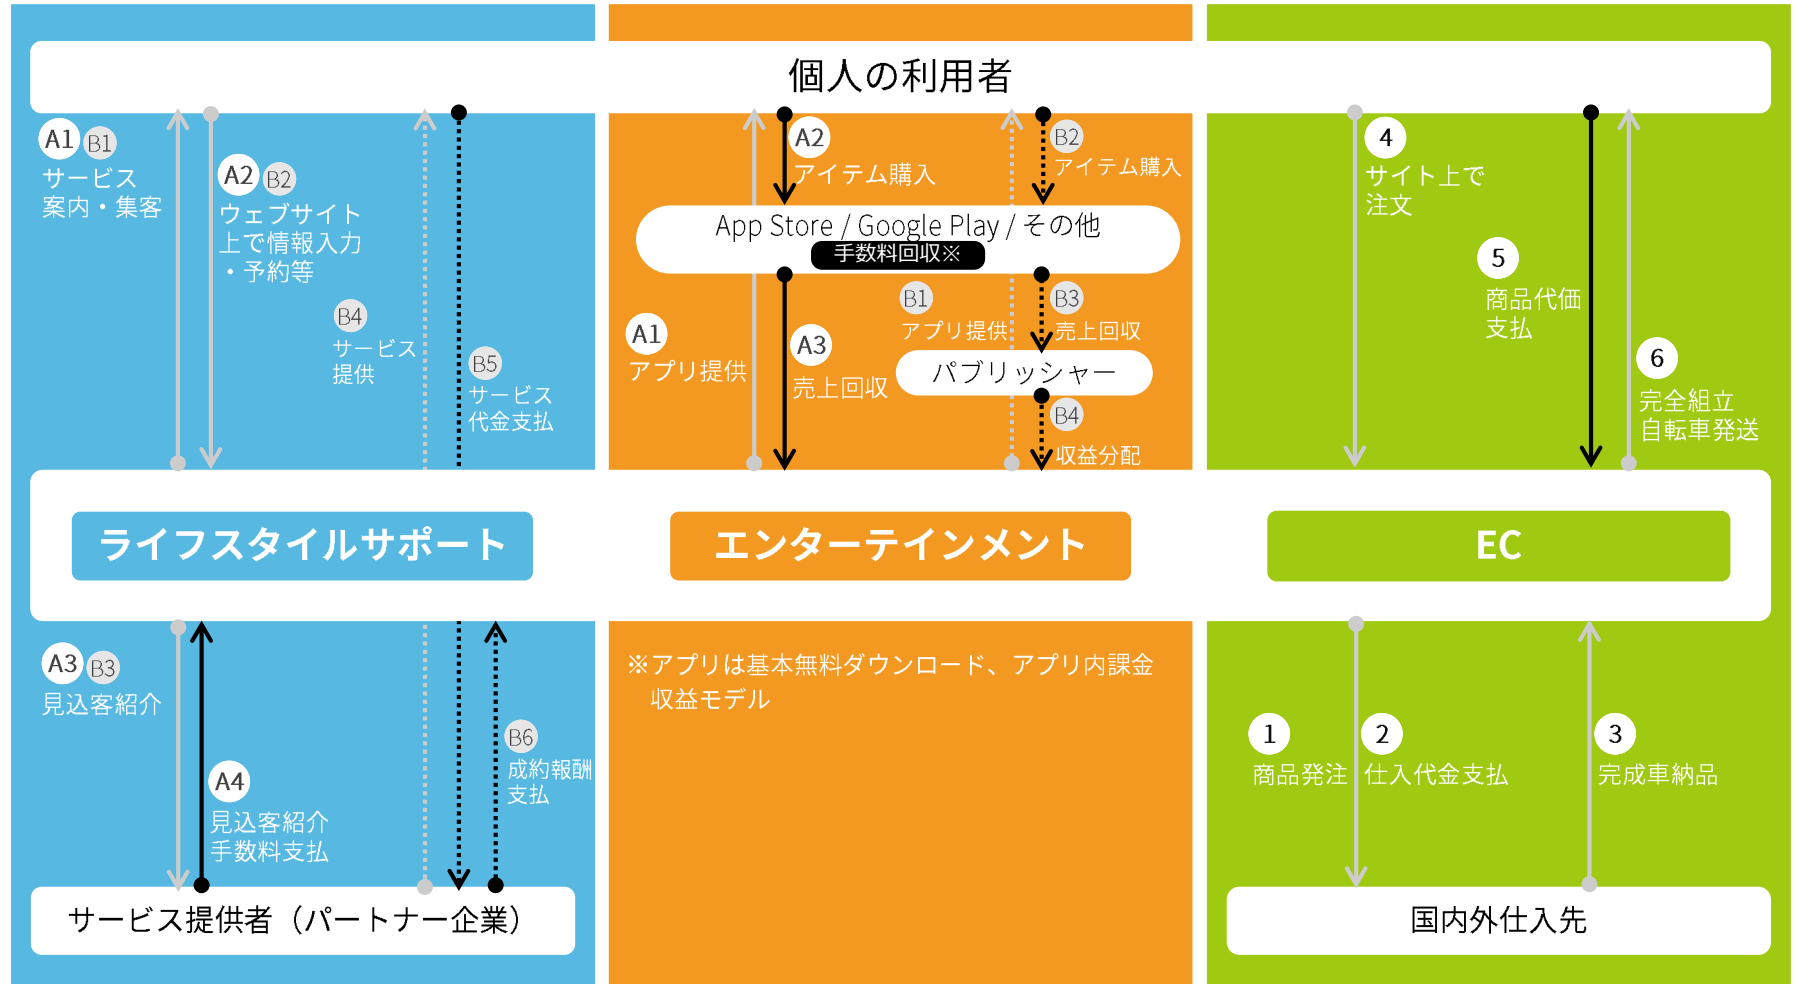 個人の利用者
A1 B1
サービス
案内・集客
A2 B2
ウェブサイト
上で情報入力
・予約等
B4
サービス
提供
B5
サービス
代金支払
A1
アプリ提供
A2
アイテム購入
B2
アイテム購入
App Store / Google Play / その他
手数料回収※
A3
売上回収
B1
アプリ提供
B3
売上回収
パブリッシャー
B4
収益分配
4
サイト上で
注文
5
商品代価
支払
6
完全組立
自転車発送
ライフスタイルサポート
エンターテインメント
EC
A3 B3
見込客紹介
A4
見込客紹介
手数料支払
B6
成約報酬
支払
サービス提供者（パートナー企業）
※アプリは基本無料ダウンロード、アプリ内課金
収益モデル
1
商品発注
2
仕入代金支払
3
完成車納品
国内外仕入先